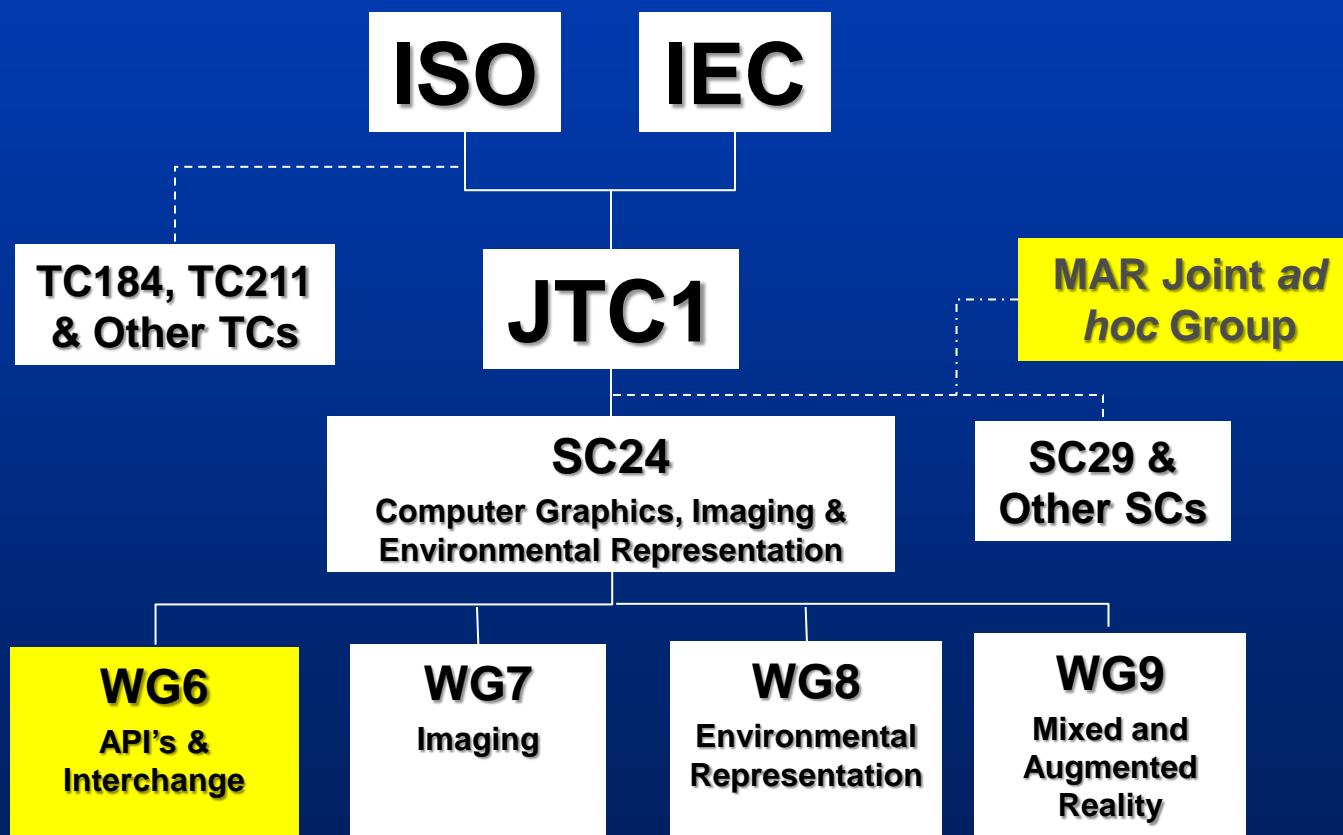 ISO
IEC
TC184, TC211
& Other TCs
JTC1
MAR Joint ad
hoc Group
SC24
Computer Graphics, Imaging &
Environmental Representation
SC29 &
Other SCs
WG6
API's &
Interchange
WG7
Imaging
WG8
Environmental
Representation
WG9
Mixed and
Augmented
Reality